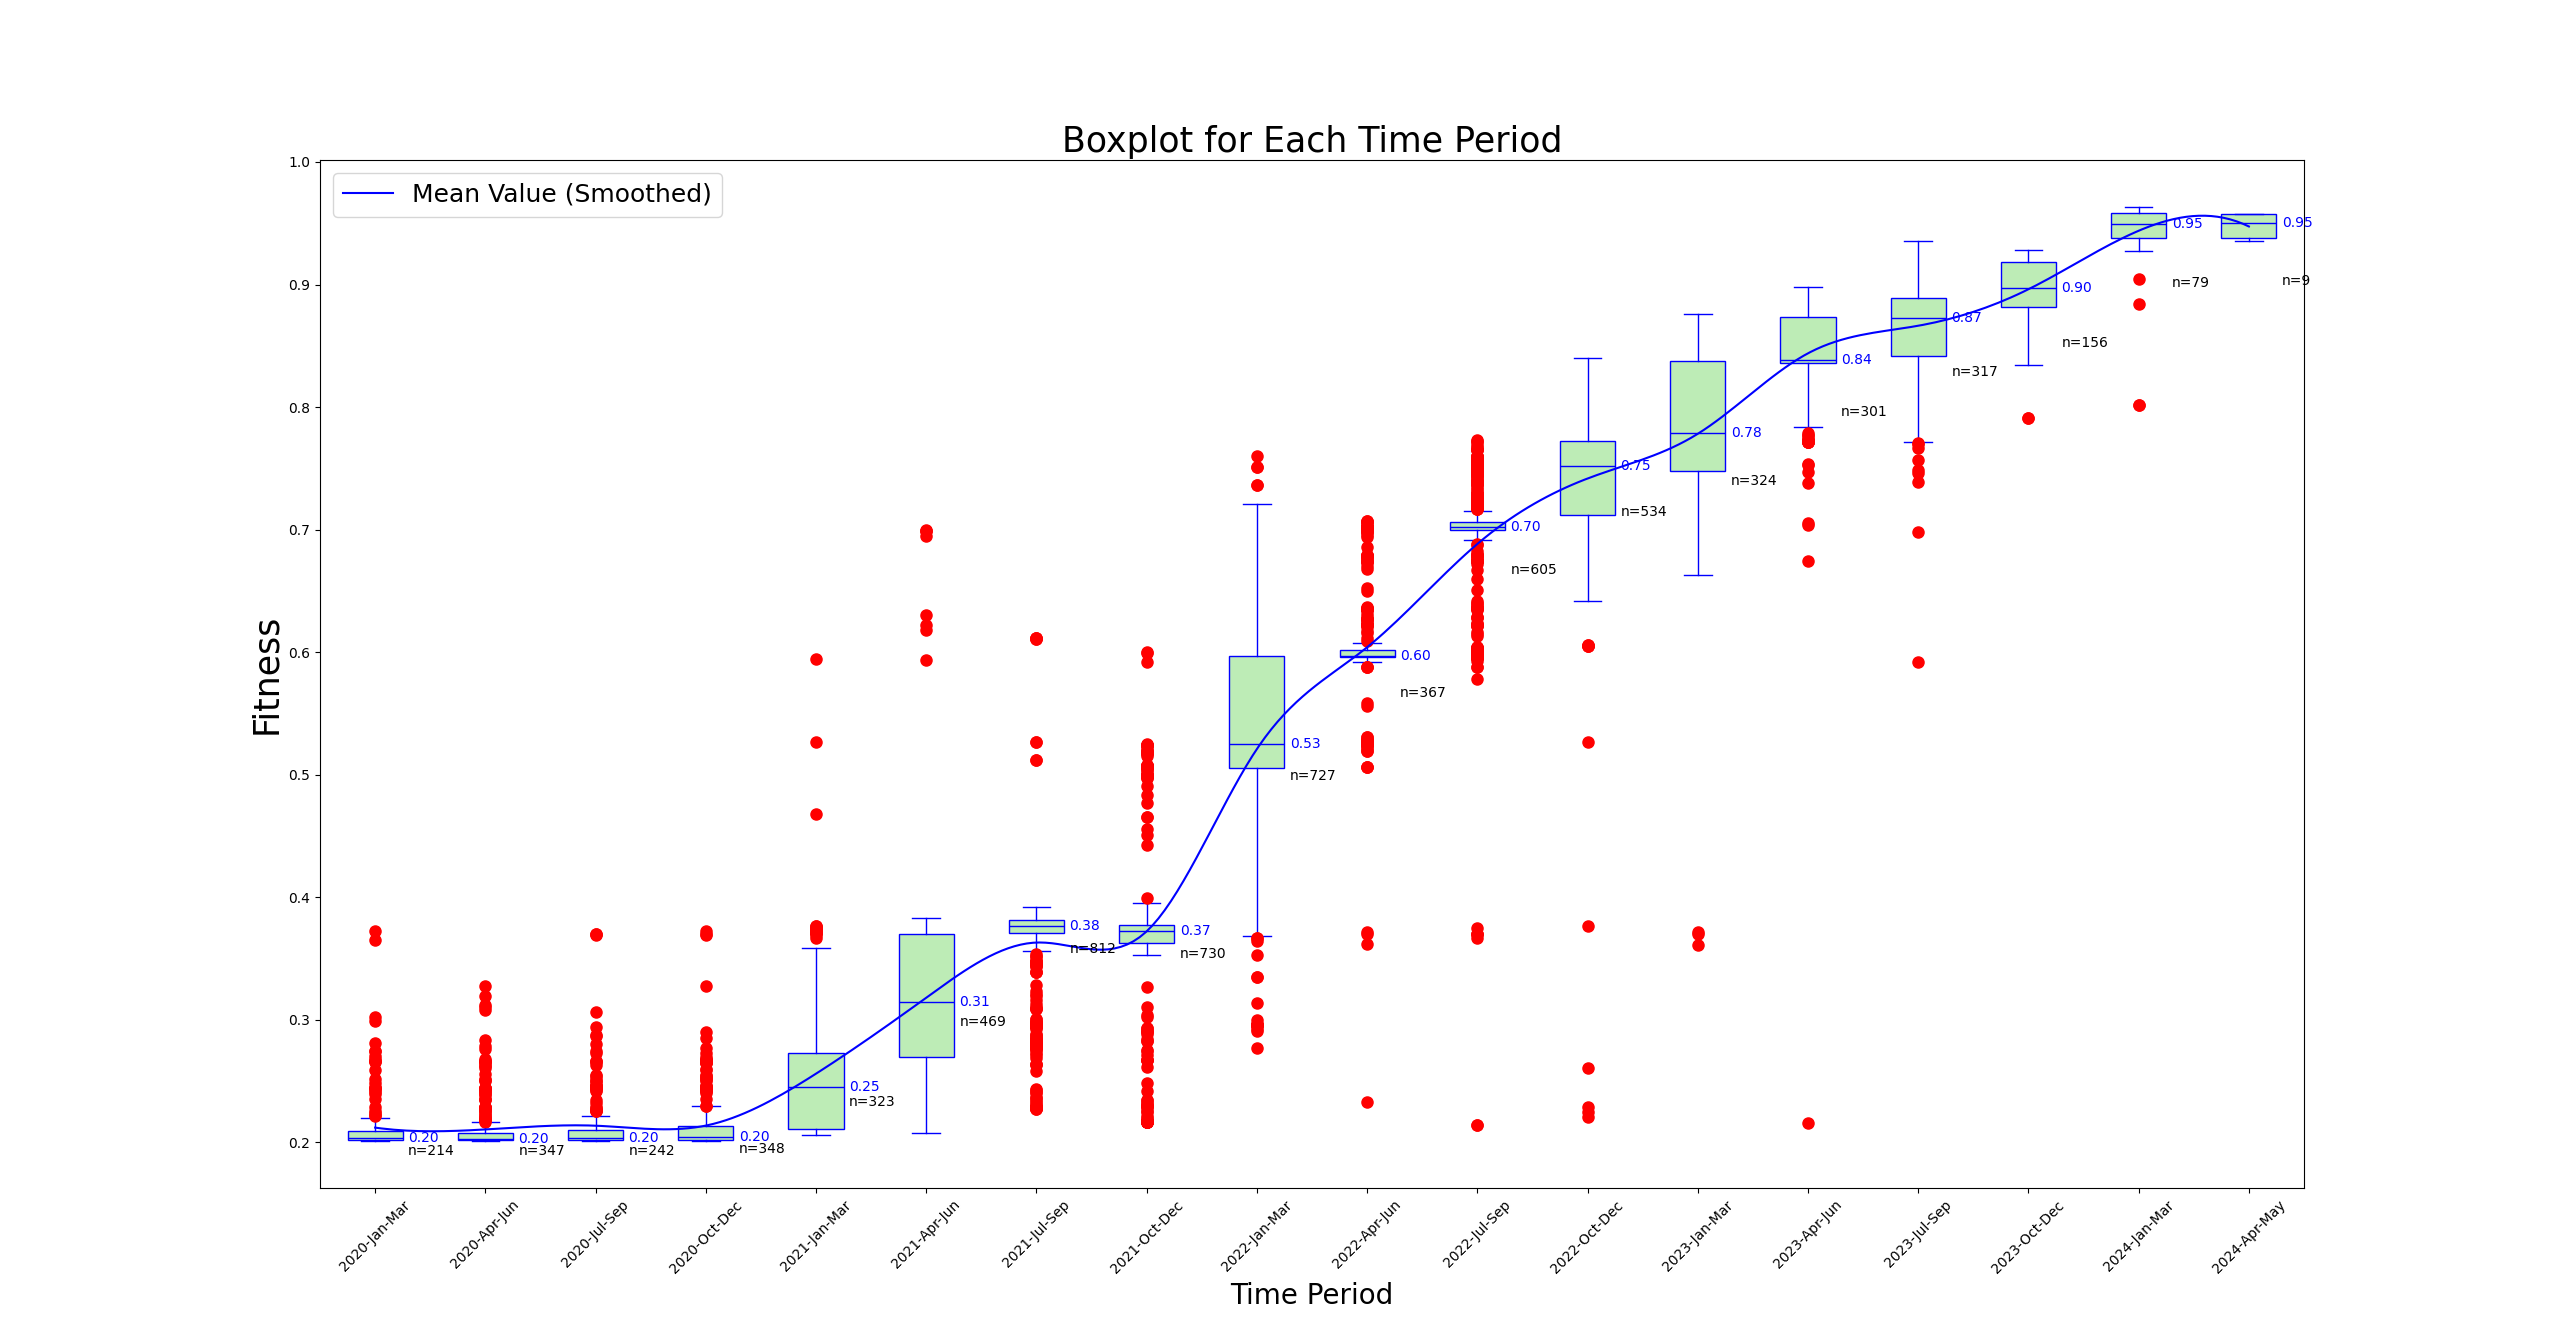 Boxplot for Each Time Period
Mean Value (Smoothed)
Fitness
1.0
0.9
0.8
0.7
0.6
0.5
0.4
0.3
0.2
0.20
n=214
0.20
n=347
0.20
n=242
0.20
n=348
0.25
n=323
0.31
n=469
0.38
n=812
0.37
n=730
0.53
n=727
0.60
n=367
0.70
n=605
0.75
n=534
0.78
n=324
0.84
n=301
0.87
n=317
0.90
n=156
0.95
n=79
0.95
n=9
2020-Jan-Mar
2020-Apr-Jun
2020-Jul-Sep
2020-Oct-Dec
2021-Jan-Mar
2021-Apr-Jun
2021-Jul-Sep
2021-Oct-Dec
2022-Jan-Mar
2022-Apr-Jun
2022-Jul-Sep
2022-Oct-Dec
2023-Jan-Mar
2023-Apr-Jun
2023-Jul-Sep
2023-Oct-Dec
2024-Jan-Mar
2024-Apr-May
Time Period